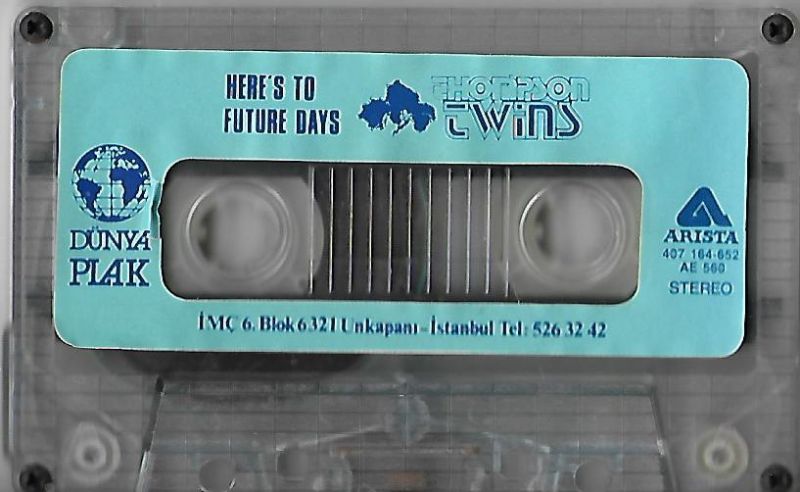 HERE'S TO
FUTURE DAYS
THOMPSON
TWINS
DÜNYA
PLAK
ARISTA
407 164-652
AE 560
STEREO
İMÇ 6. Blok 6321 Unkapanı - İstanbul Tel: 526 32 42